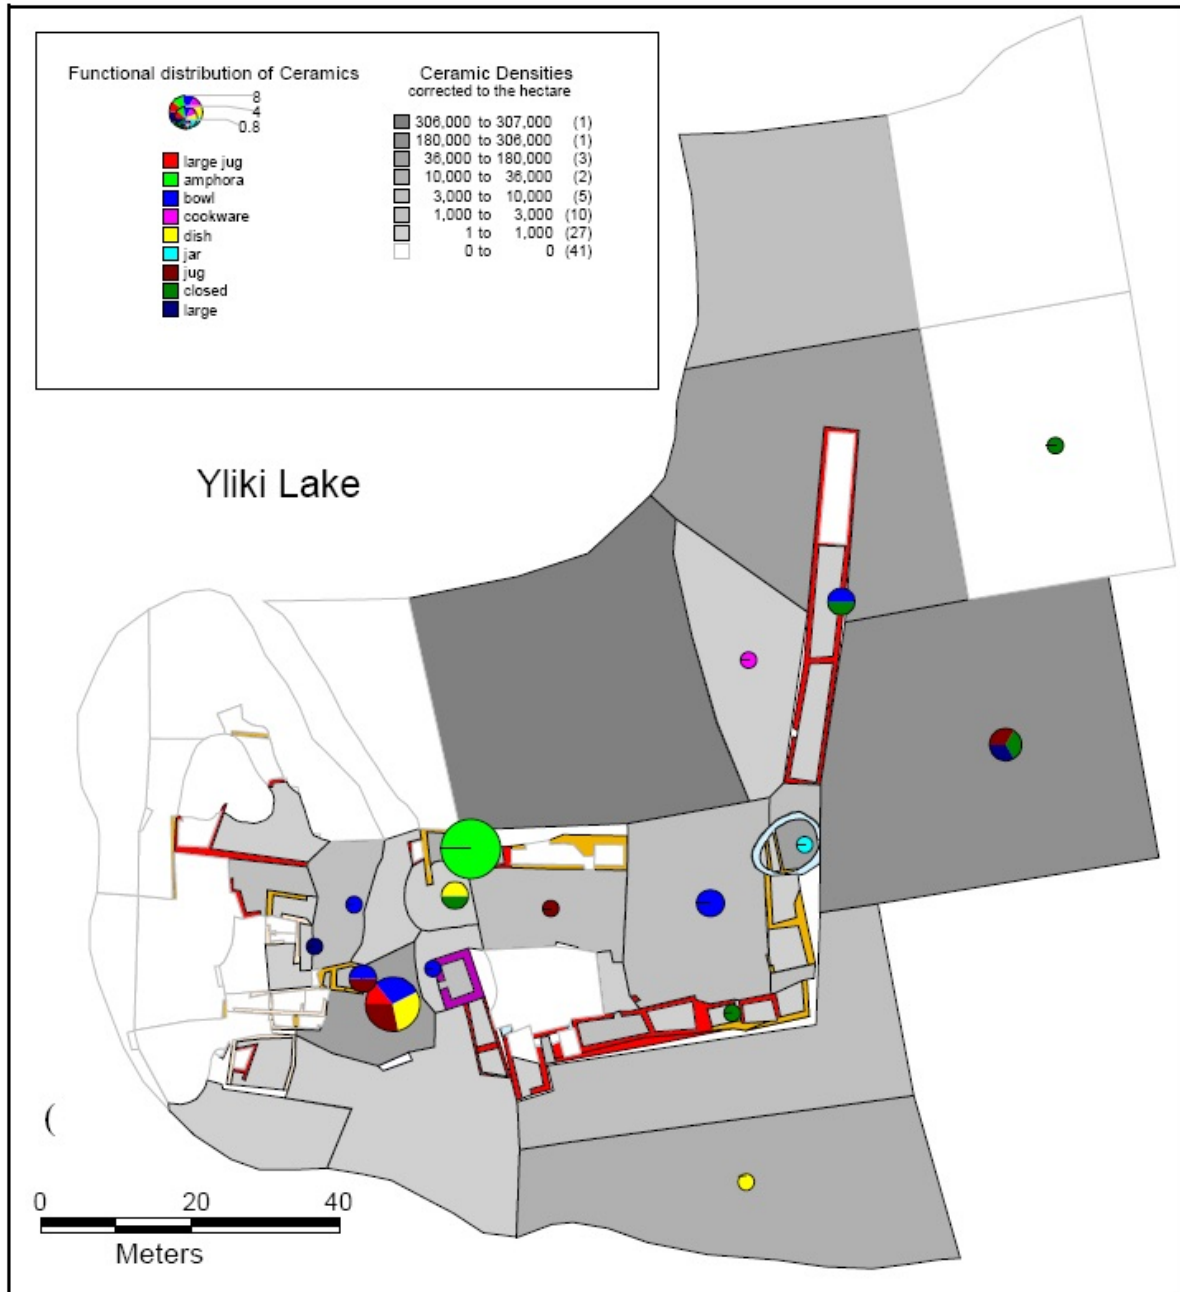 Functional distribution of Ceramics
8
4
0.8
large jug
amphora
bowl
cookware
dish
jar
jug
closed
large
Ceramic Densities
corrected to the hectare
306,000 to 307,000 (1)
180,000 to 306,000 (1)
36,000 to 180,000 (3)
10,000 to 36,000 (2)
3,000 to 10,000 (5)
1,000 to 3,000 (10)
1 to 1,000 (27)
0 to 0 (41)
Yliki Lake
0 20 40
Meters